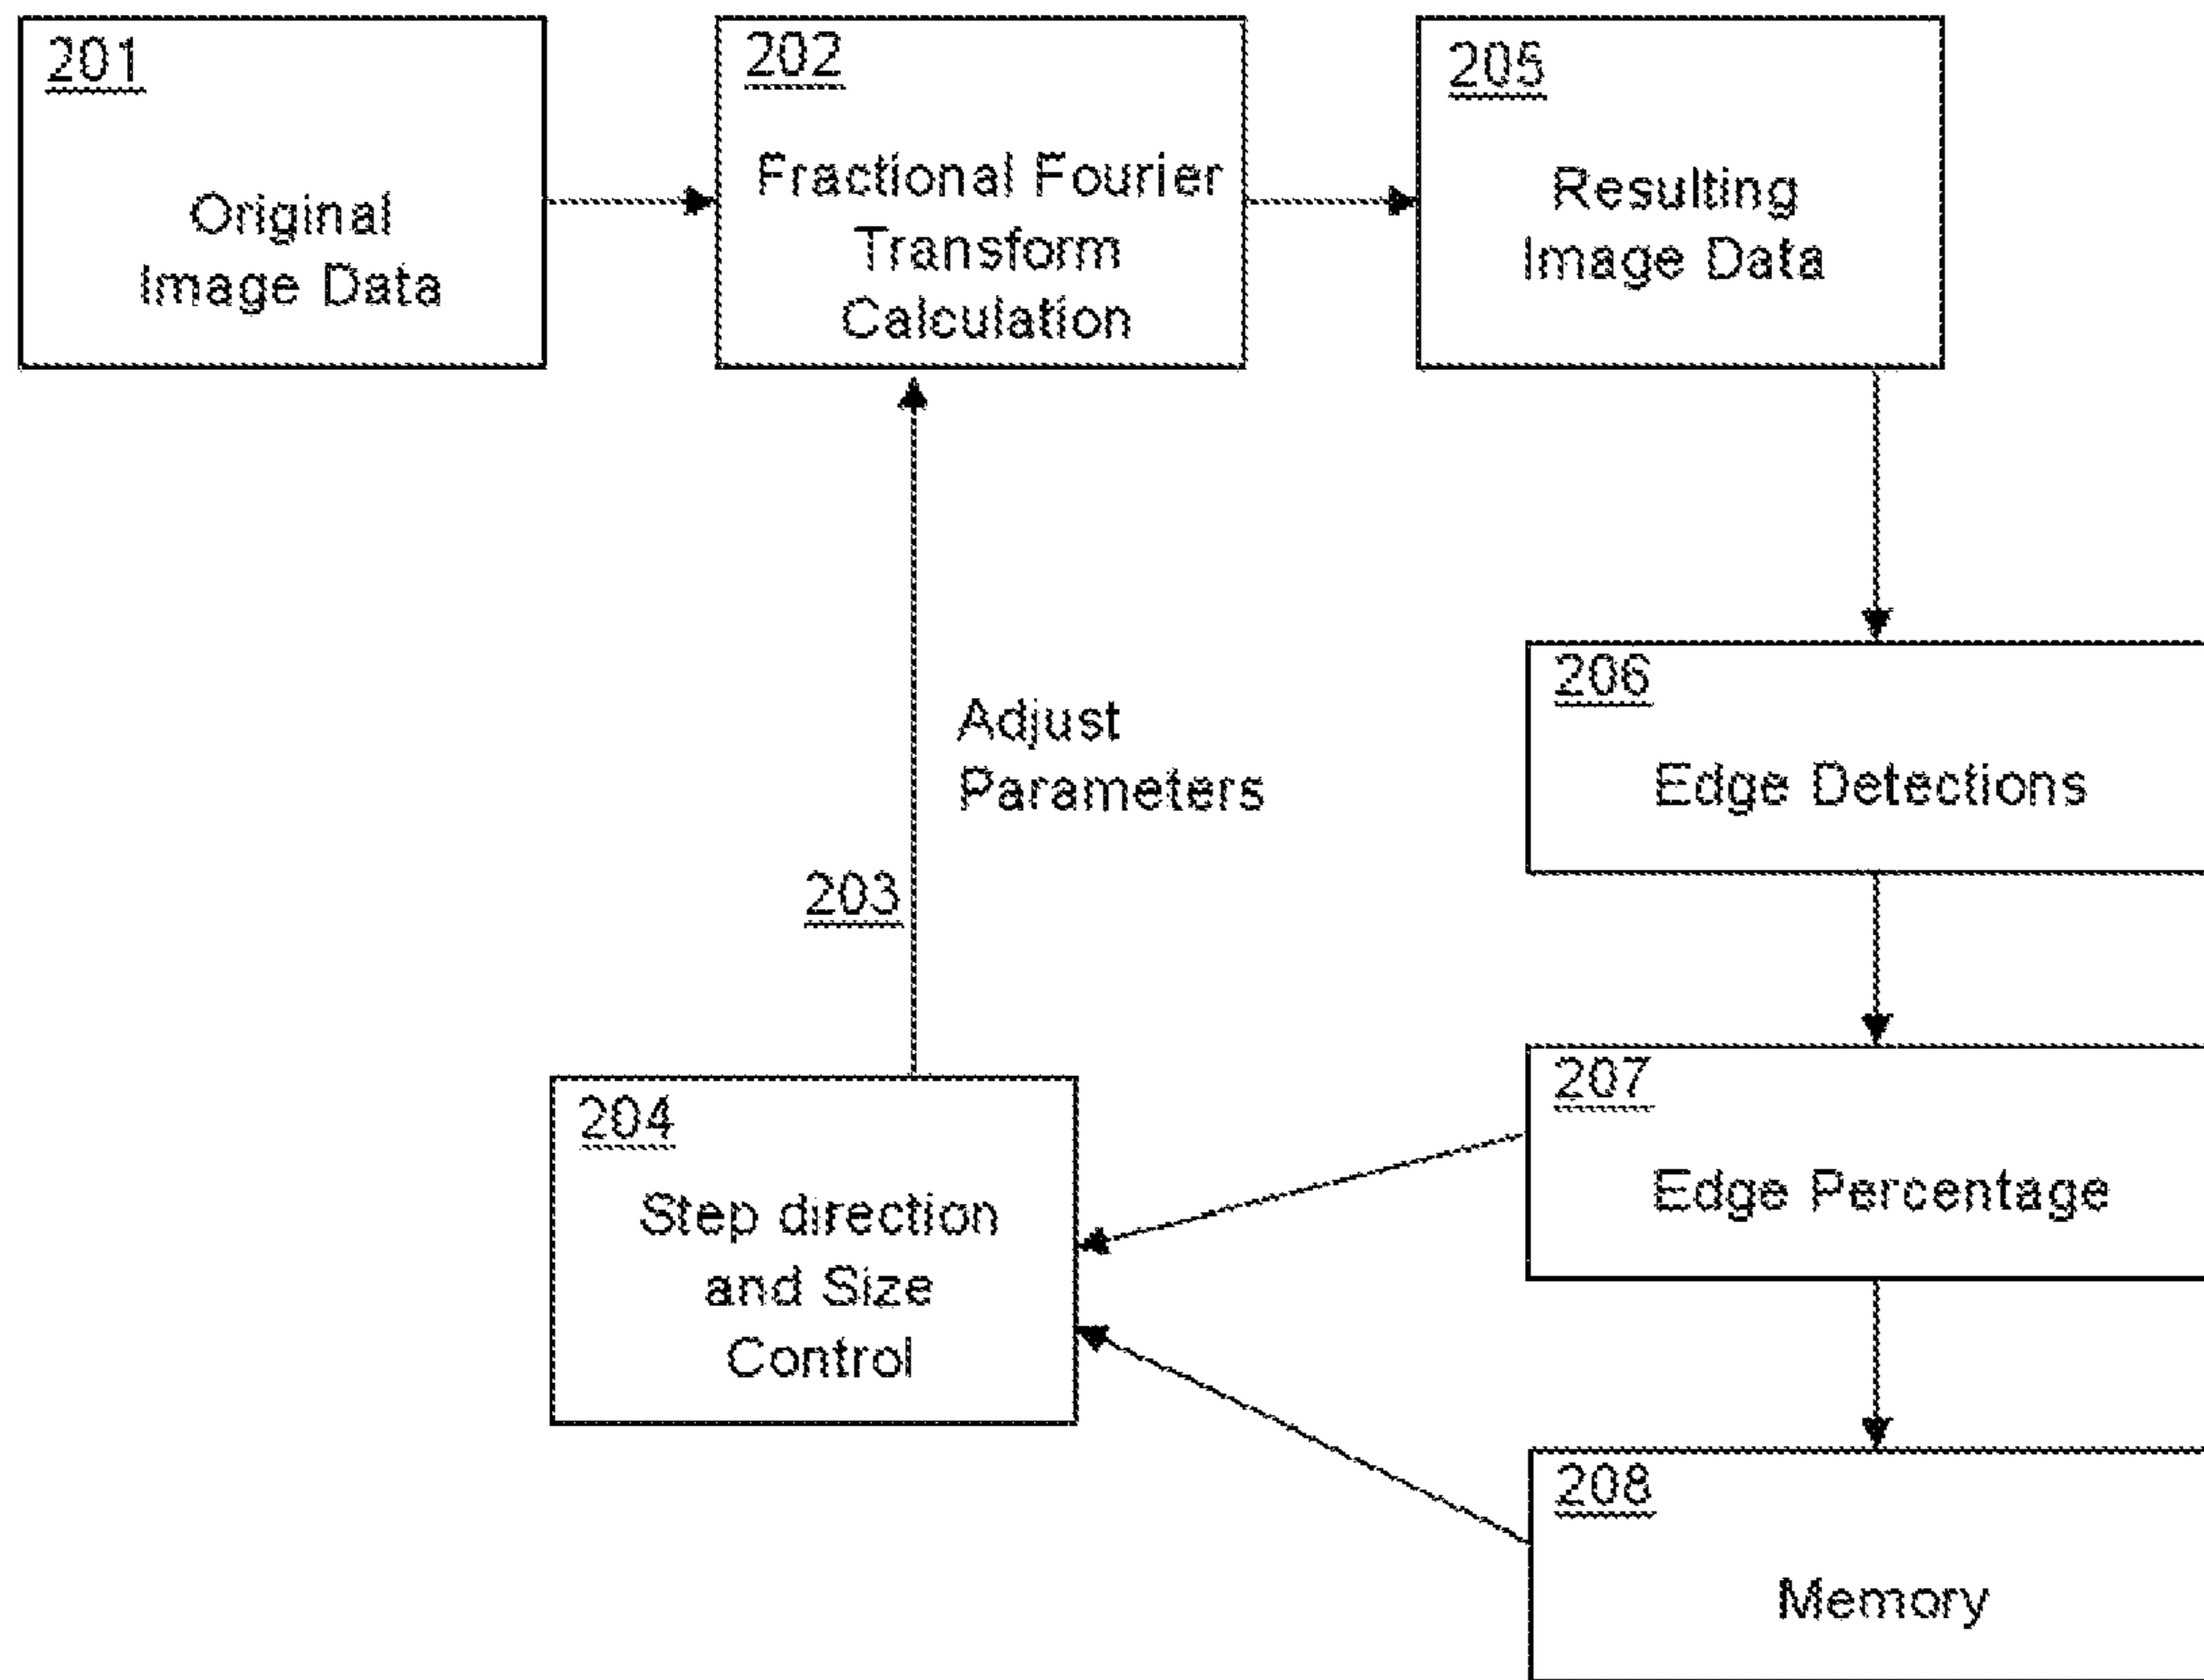 201
Original
Image Data
202
Fractional Fourier
Transform
Calculation
205
Resulting
Image Data
206
Edge Detections
Adjust
Parameters
203
207
Edge Percentage
204
Step direction
and Size
Control
208
Memory